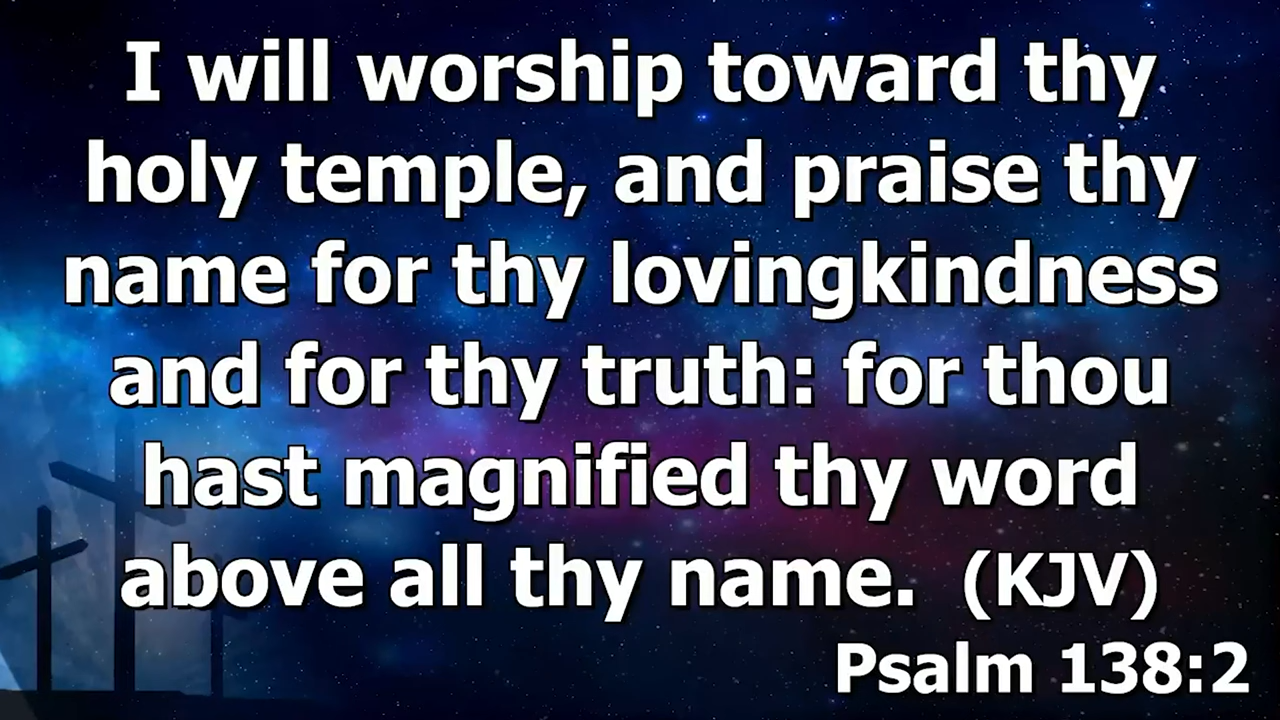 I will worship toward thy
holy temple, and praise thy
name for thy lovingkindness
and for thy truth: for thou
hast magnified thy word
above all thy name.  (KJV)
Psalm 138:2